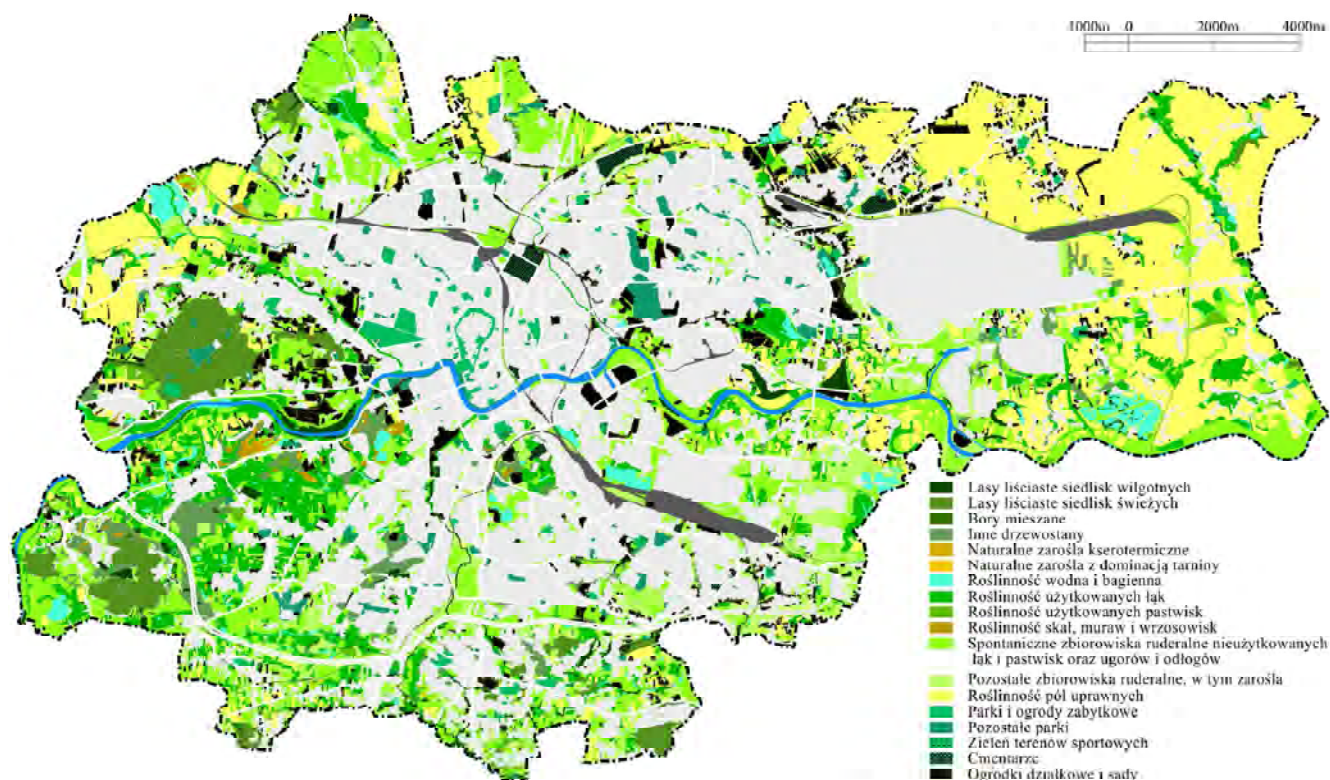 1000m 0 2000m 4000m
Lasy liściaste siedlisk wilgotnych
Lasy liściaste siedlisk świeżych
Bory mieszane
Inne drzewostany
Naturalne zarośla kserotermiczne
Naturalne zarośla z dominacją tarniny
Roślinność wodna i bagienna
Roślinność użytkowanych łąk
Roślinność użytkowanych pastwisk
Roślinność skał, muraw i wrzosowisk
Spontaniczne zbiorowiska ruderalne nieużytkowanych
łąk i pastwisk oraz ugorów i odłogów
Pozostałe zbiorowiska ruderalne, w tym zarośla
Roślinność pól uprawnych
Parki i ogrody zabytkowe
Pozostałe parki
Zieleń terenów sportowych
Cmentarze
Ogródki działkowe i sady